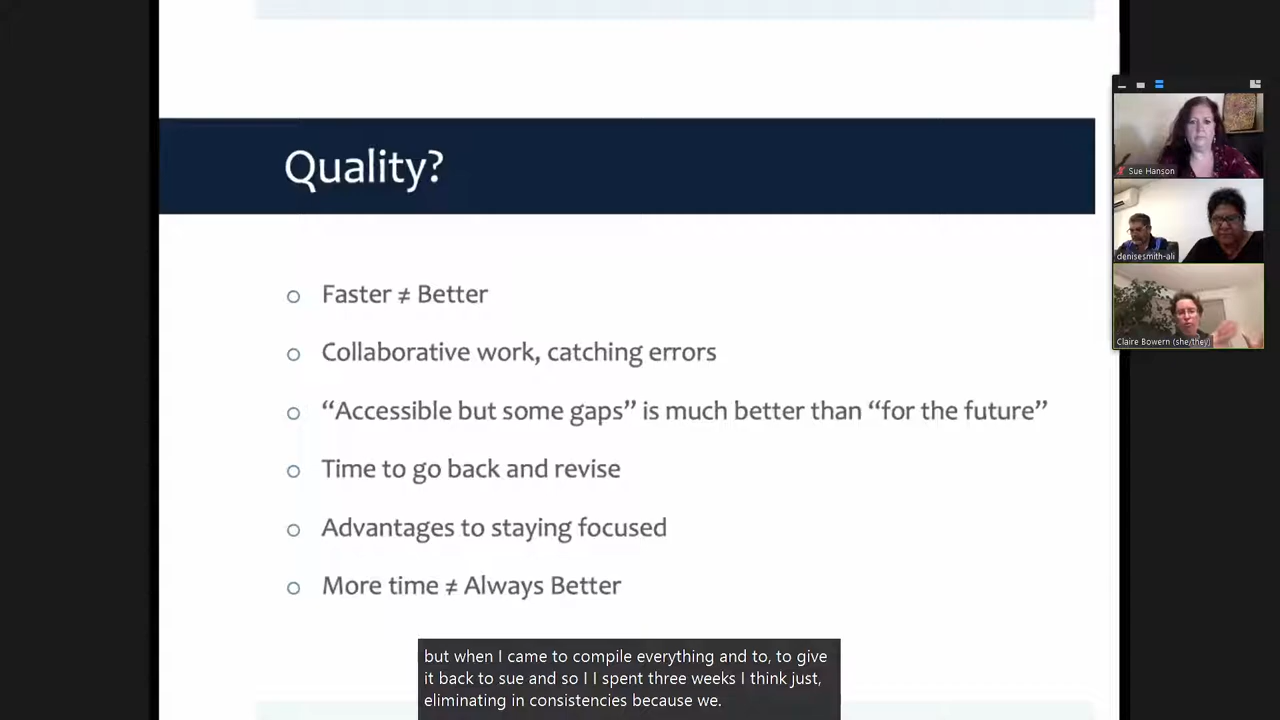 Quality?
Faster ≠ Better
Collaborative work, catching errors
“Accessible but some gaps” is much better than “for the future”
Time to go back and revise
Advantages to staying focused
More time ≠ Always Better
Sue Hanson
denisesmith-ali
Claire Bowern (she/they)
but when I came to compile everything and to, to give
it back to sue and so I I spent three weeks I think just,
eliminating in consistencies because we.